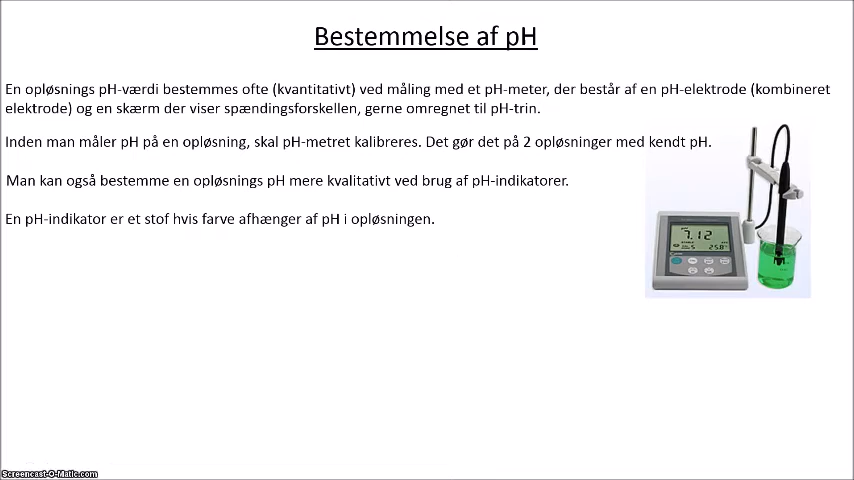 Bestemmelse af pH
En opløsnings pH-værdi bestemmes ofte (kvantitativt) ved måling med et pH-meter, der består af en pH-elektrode (kombineret
elektrode) og en skærm der viser spændingsforskellen, gerne omregnet til pH-trin.
Inden man måler pH på en opløsning, skal pH-metret kalibreres. Det gør det på 2 opløsninger med kendt pH.
Man kan også bestemme en opløsnings pH mere kvalitativt ved brug af pH-indikatorer.
En pH-indikator er et stof hvis farve afhænger af pH i opløsningen.
7.12
25.8
Screencast-O-Matic.com